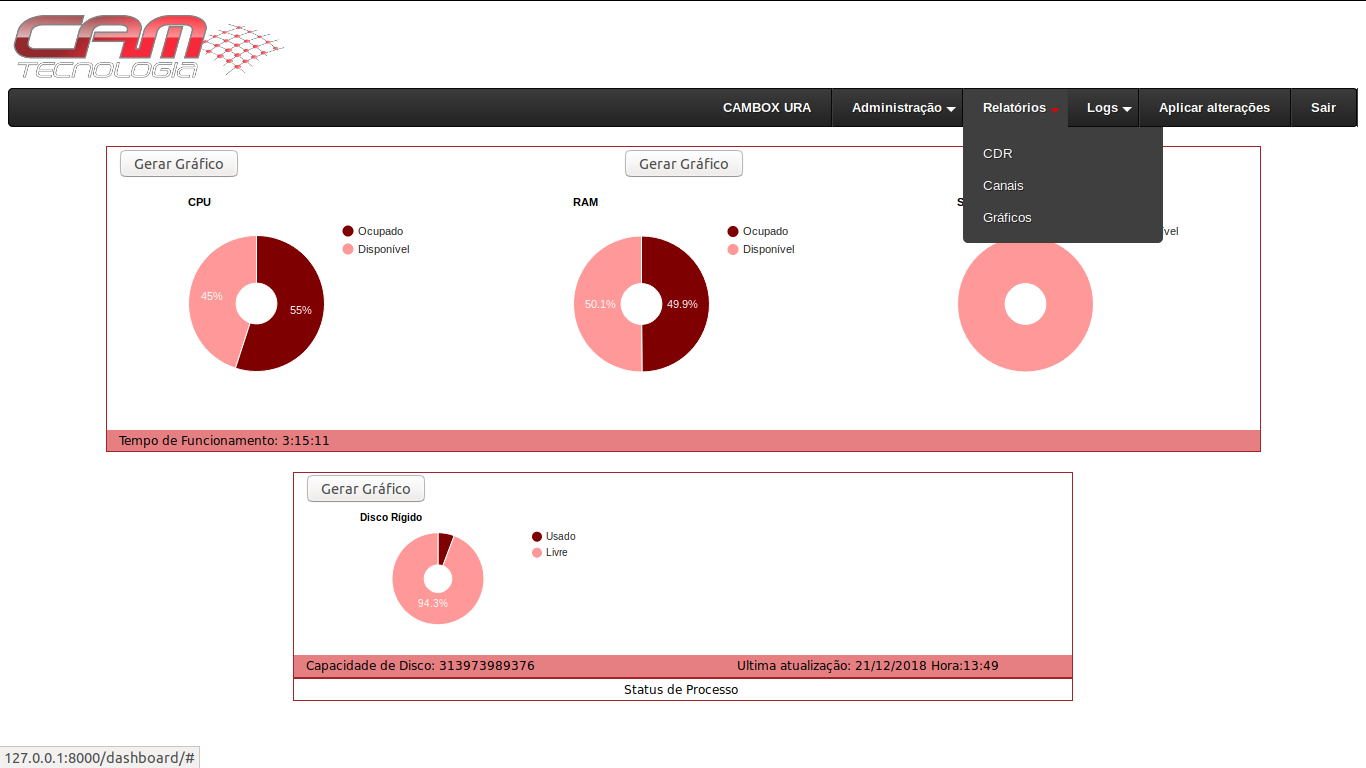 CAM
TECNOLOGIA
CAMBOX URA Administração Relatórios Logs Aplicar alterações Sair
CDR
Canais
Gráficos
Gerar Gráfico Gerar Gráfico
CPU RAM S
Ocupado Ocupado vel
Disponível Disponível
45% 55% 50.1% 49.9%
Tempo de Funcionamento: 3:15:11
Gerar Gráfico
Disco Rígido
Usado
Livre
94.3%
Capacidade de Disco: 313973989376 Ultima atualização: 21/12/2018 Hora:13:49
Status de Processo
127.0.0.1:8000/dashboard/#